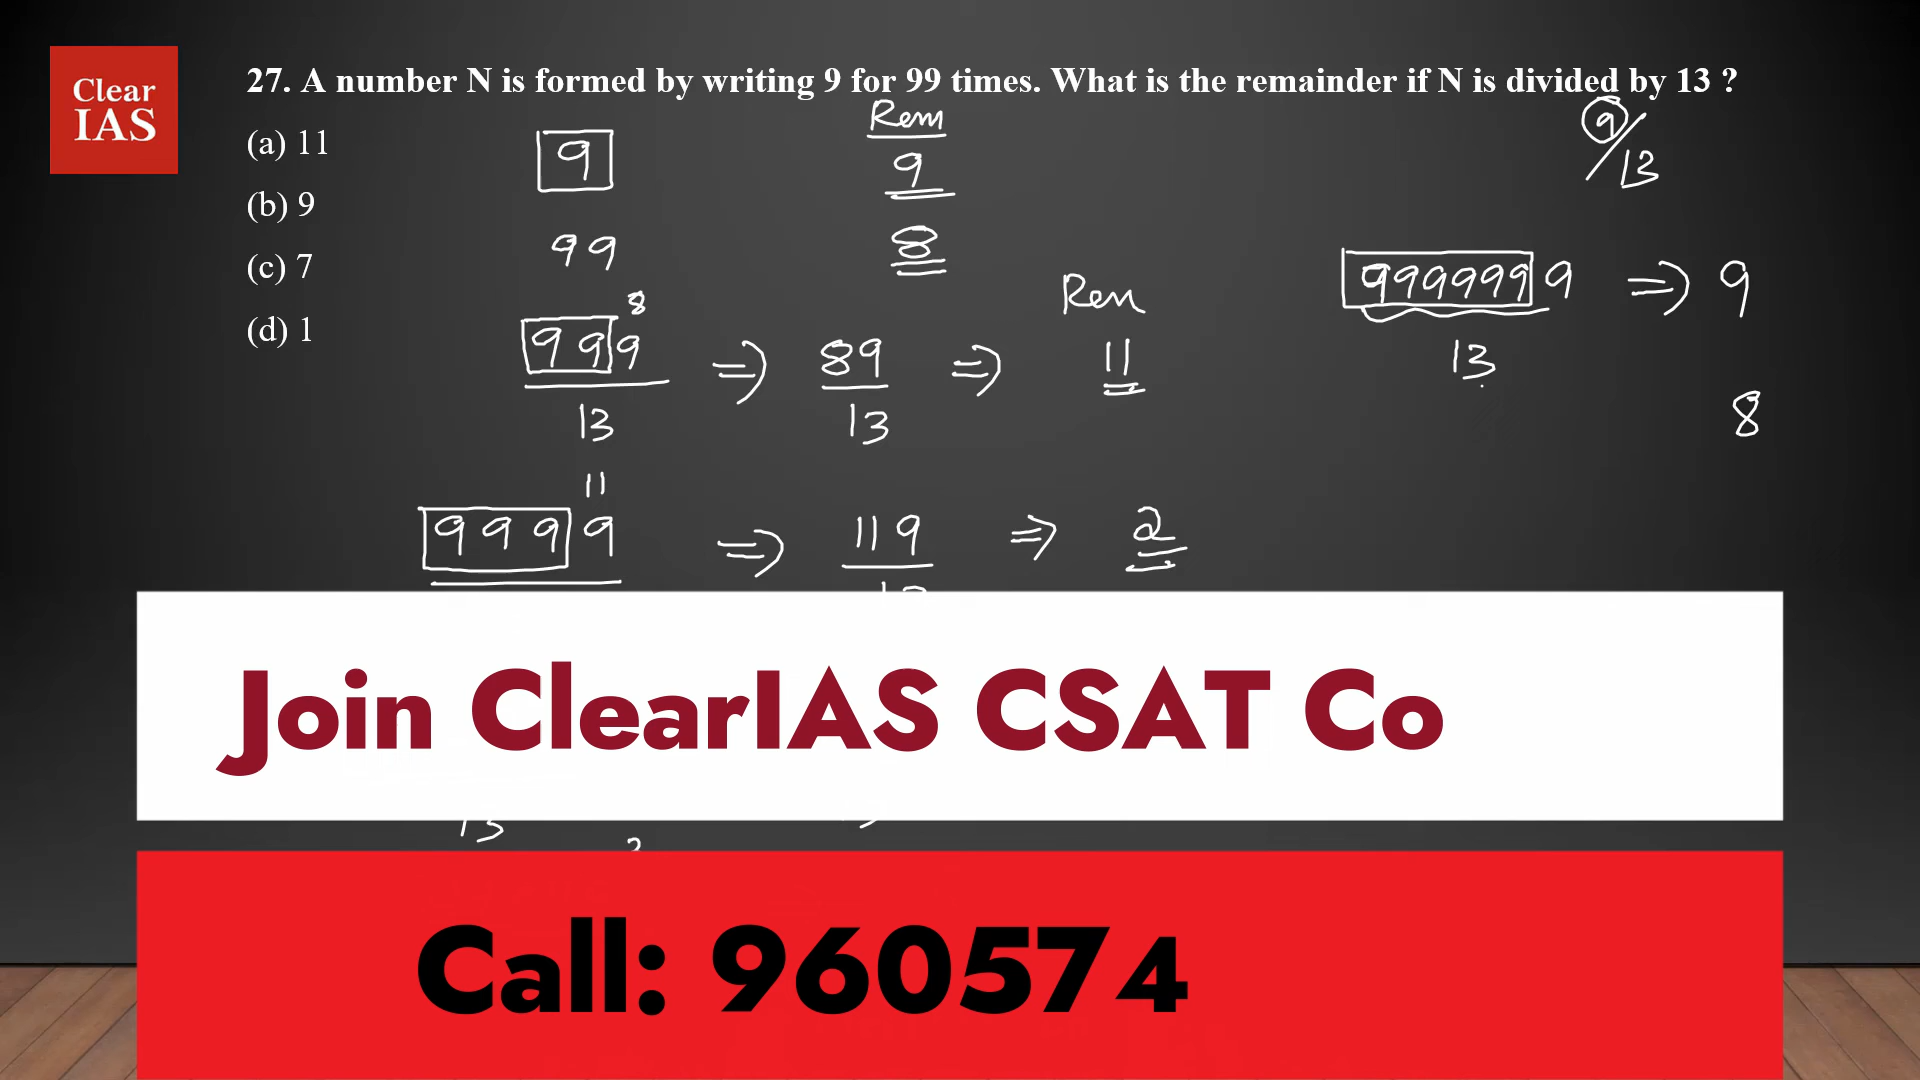 Clear
IAS
27. A number N is formed by writing 9 for 99 times. What is the remainder if N is divided by 13 ?
(a) 11
(b) 9
(c) 7
(d) 1
9
Rem
9
9/13
99
8
9999999 => 9
13
8
8
999 => 89 => Rem
13
13
11
11
9999 => 119 => 2
Join ClearIAS CSAT Co
13
Call: 960574